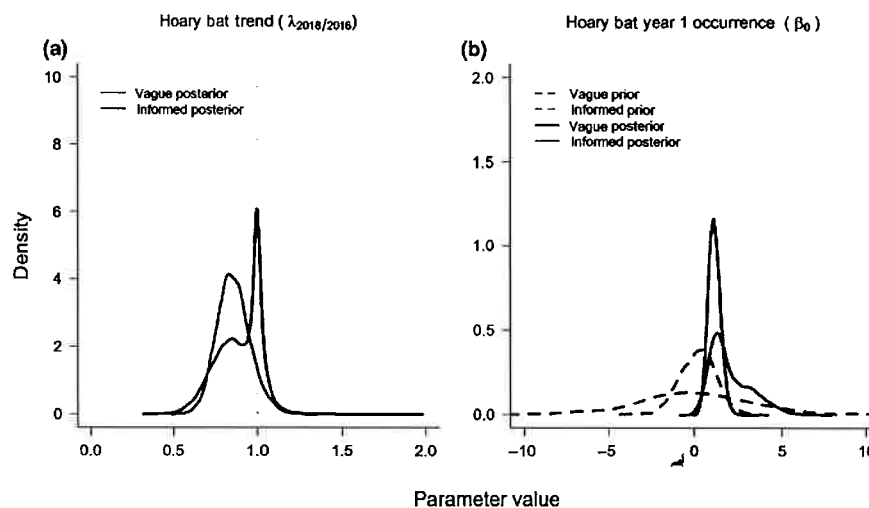 Hoary bat trend ( λ2018/2016)
(a)
10
8
6
4
2
0
Density
Vague posterior
Informed posterior
0.0 0.5 1.0 1.5 2.0
Hoary bat year 1 occurrence ( β0 )
(b)
2.0
1.5
1.0
0.5
0.0
Vague prior
Informed prior
Vague posterior
Informed posterior
−10 −5 0 5 10
Parameter value